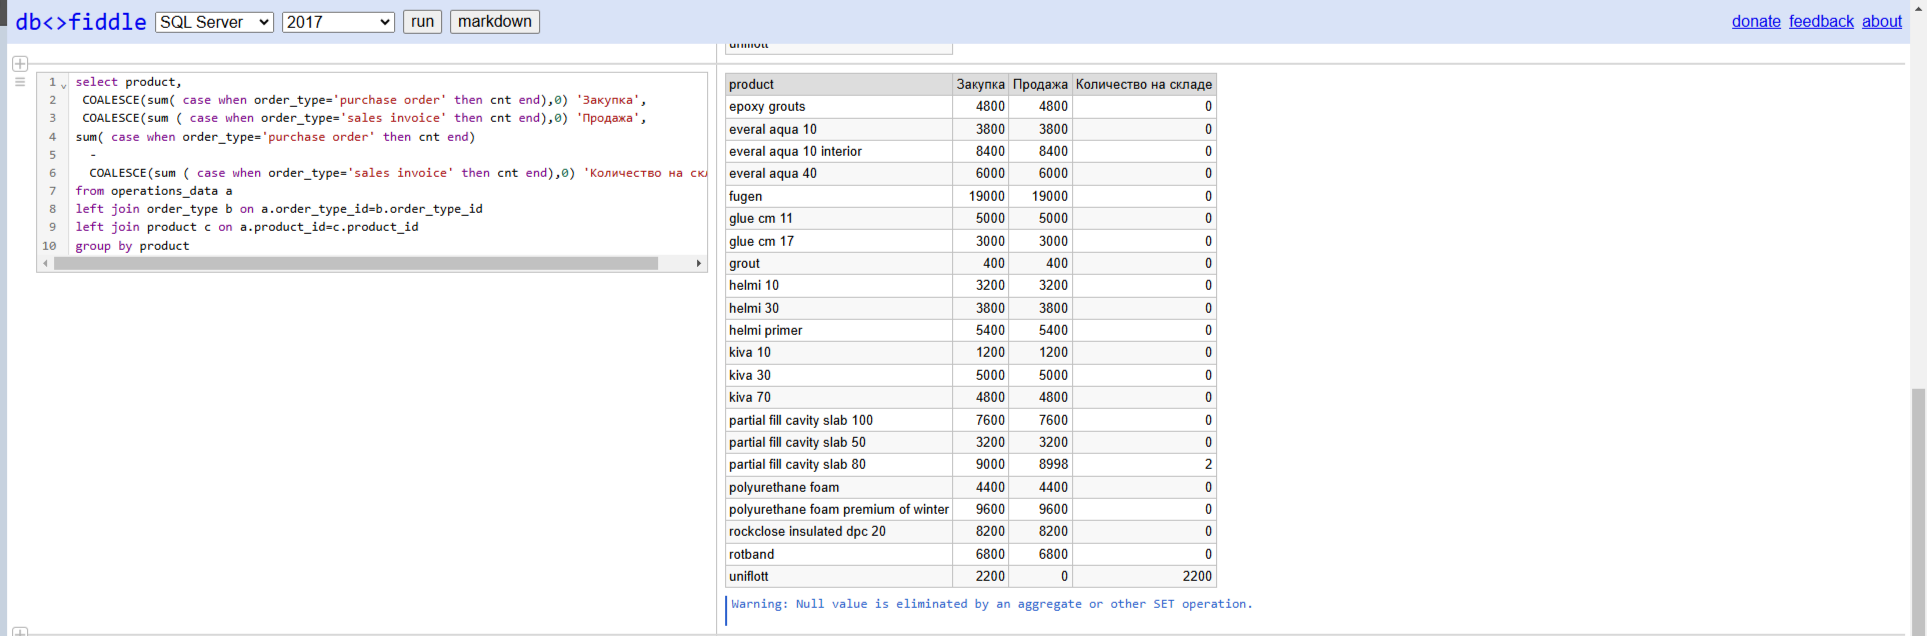 db<>fiddle SQL Server 2017 run markdown donate feedback about
1 select product,
2 COALESCE(sum( case when order_type='purchase order' then cnt end),0) 'Закупка',
3 COALESCE(sum ( case when order_type='sales invoice' then cnt end),0) 'Продажа',
4 sum( case when order_type='purchase order' then cnt end)
5 -
6 COALESCE(sum ( case when order_type='sales invoice' then cnt end),0) 'Количество на скл
7 from operations_data a
8 left join order_type b on a.order_type_id=b.order_type_id
9 left join product c on a.product_id=c.product_id
10 group by product
uniflott
product Закупка Продажа Количество на складе
epoxy grouts 4800 4800 0
everal aqua 10 3800 3800 0
everal aqua 10 interior 8400 8400 0
everal aqua 40 6000 6000 0
fugen 19000 19000 0
glue cm 11 5000 5000 0
glue cm 17 3000 3000 0
grout 400 400 0
helmi 10 3200 3200 0
helmi 30 3800 3800 0
helmi primer 5400 5400 0
kiva 10 1200 1200 0
kiva 30 5000 5000 0
kiva 70 4800 4800 0
partial fill cavity slab 100 7600 7600 0
partial fill cavity slab 50 3200 3200 0
partial fill cavity slab 80 9000 8998 2
polyurethane foam 4400 4400 0
polyurethane foam premium of winter 9600 9600 0
rockclose insulated dpc 20 8200 8200 0
rotband 6800 6800 0
uniflott 2200 0 2200
Warning: Null value is eliminated by an aggregate or other SET operation.